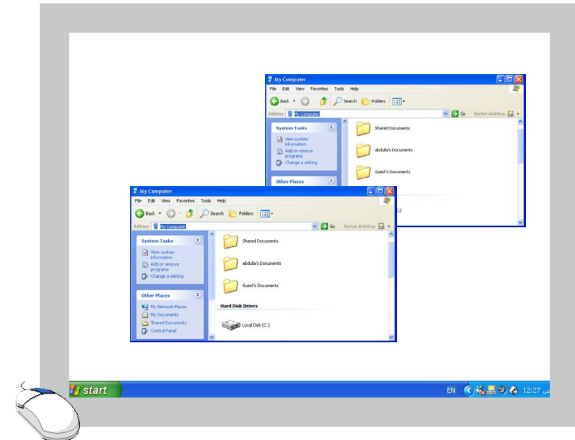 My Computer
File Edit View Favorites Tools Help
Back Search Folders
Address My Computer Go Norton AntiVirus
System Tasks
View system information
Add or remove programs
Change a setting
Other Places
Shared Documents
abdulla's Documents
Guest's Documents
My Computer
File Edit View Favorites Tools Help
Back Search Folders
Address My Computer Go Norton AntiVirus
System Tasks
View system information
Add or remove programs
Change a setting
Other Places
My Network Places
My Documents
Shared Documents
Control Panel
Shared Documents
abdulla's Documents
Guest's Documents
Hard Disk Drives
Local Disk (C:)
start
EN 12:27 ص